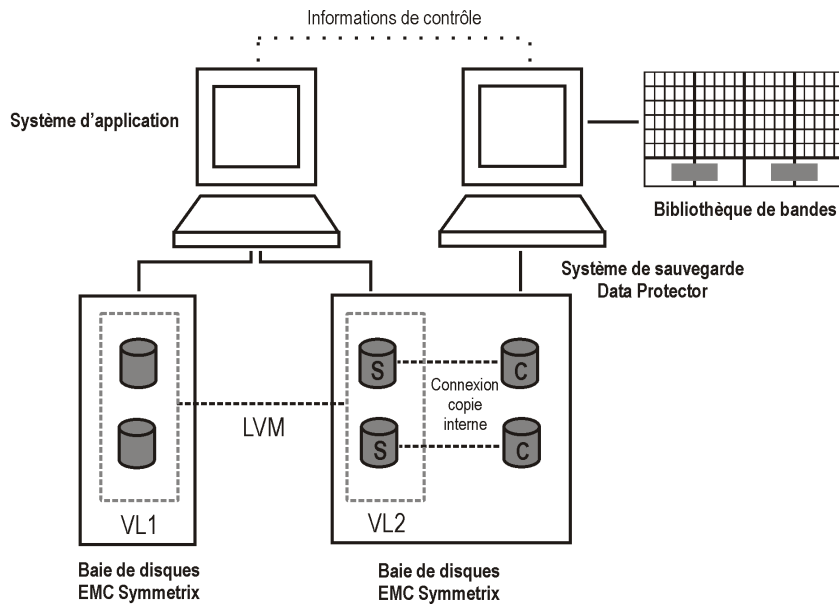 Informations de contrôle
Système d'application
Bibliothèque de bandes
Système de sauvegarde
Data Protector
S
C
Connexion
copie
interne
LVM
S
C
VL1
VL2
Baie de disques
EMC Symmetrix
Baie de disques
EMC Symmetrix